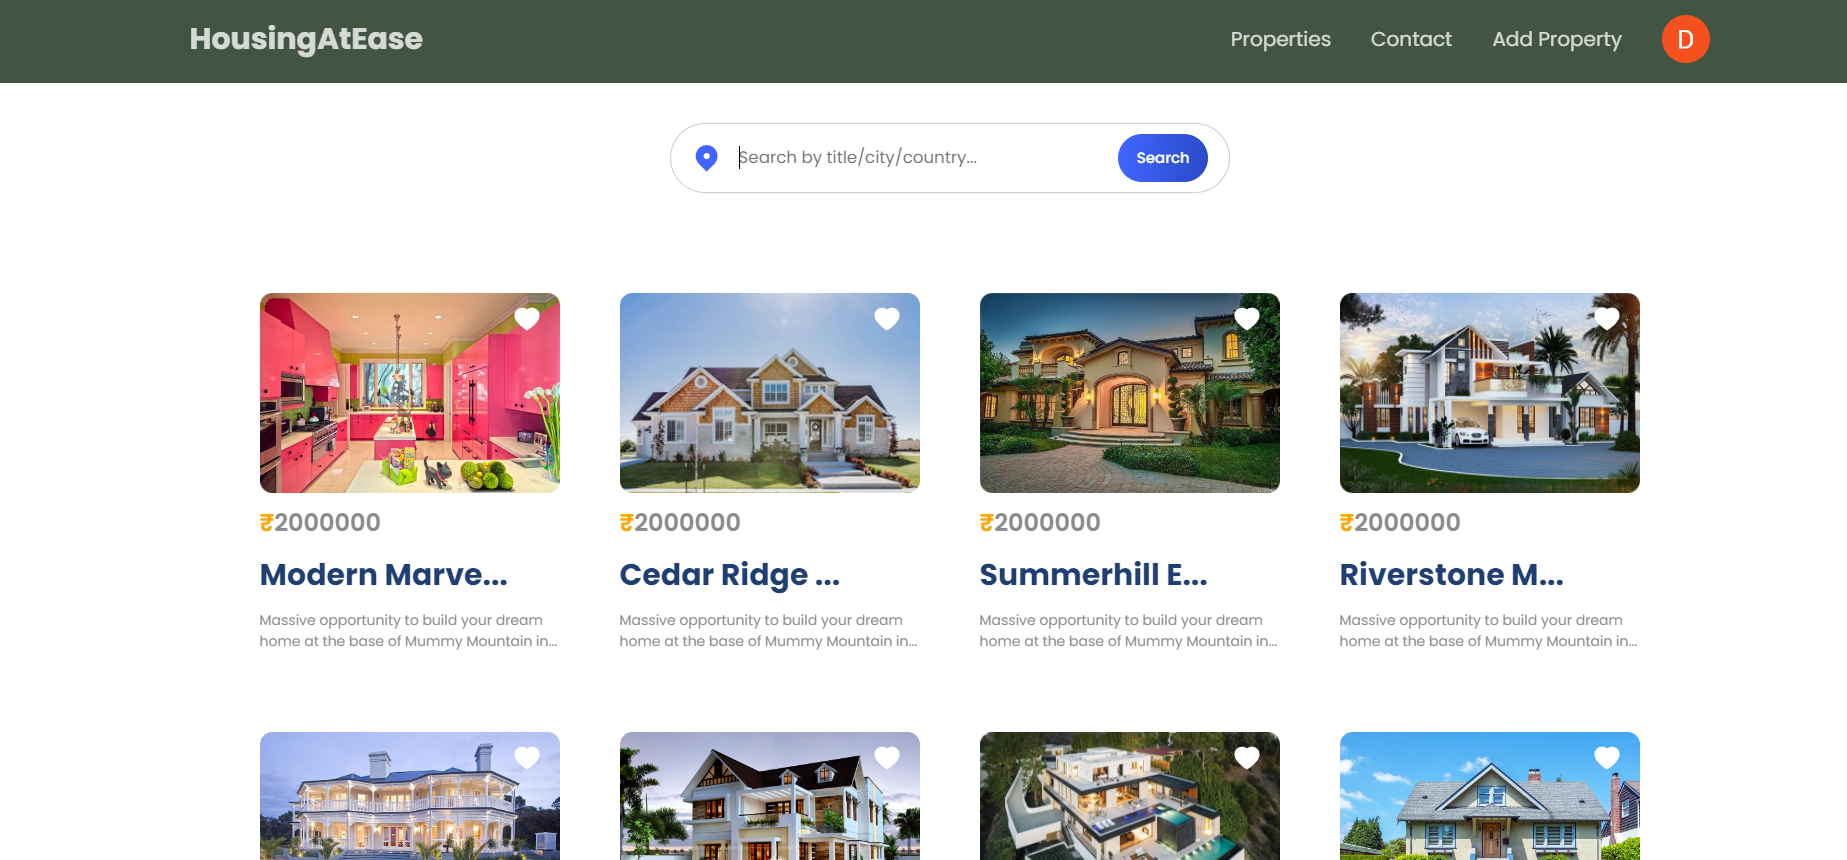 HousingAtEase
Properties Contact Add Property D
Search by title/city/country...
Search
₹2000000 ₹2000000 ₹2000000 ₹2000000
Modern Marve... Cedar Ridge ... Summerhill E... Riverstone M...
Massive opportunity to build your dream
home at the base of Mummy Mountain in...
Massive opportunity to build your dream
home at the base of Mummy Mountain in...
Massive opportunity to build your dream
home at the base of Mummy Mountain in...
Massive opportunity to build your dream
home at the base of Mummy Mountain in...